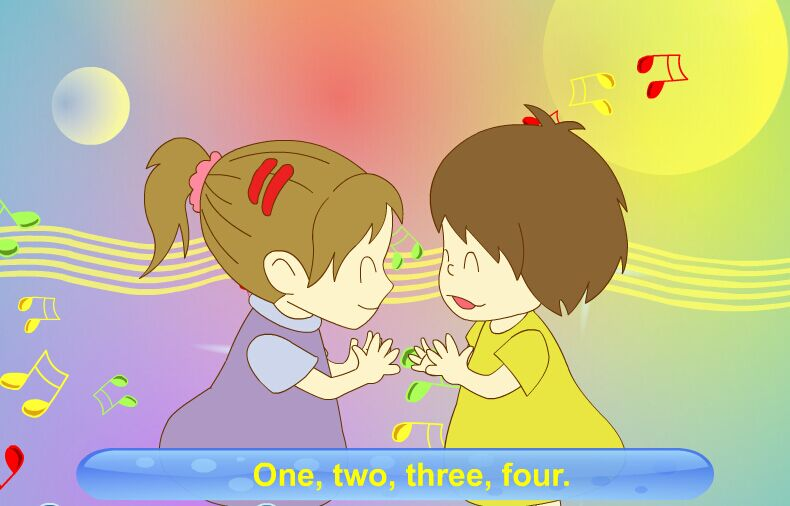 One, two, three, four.